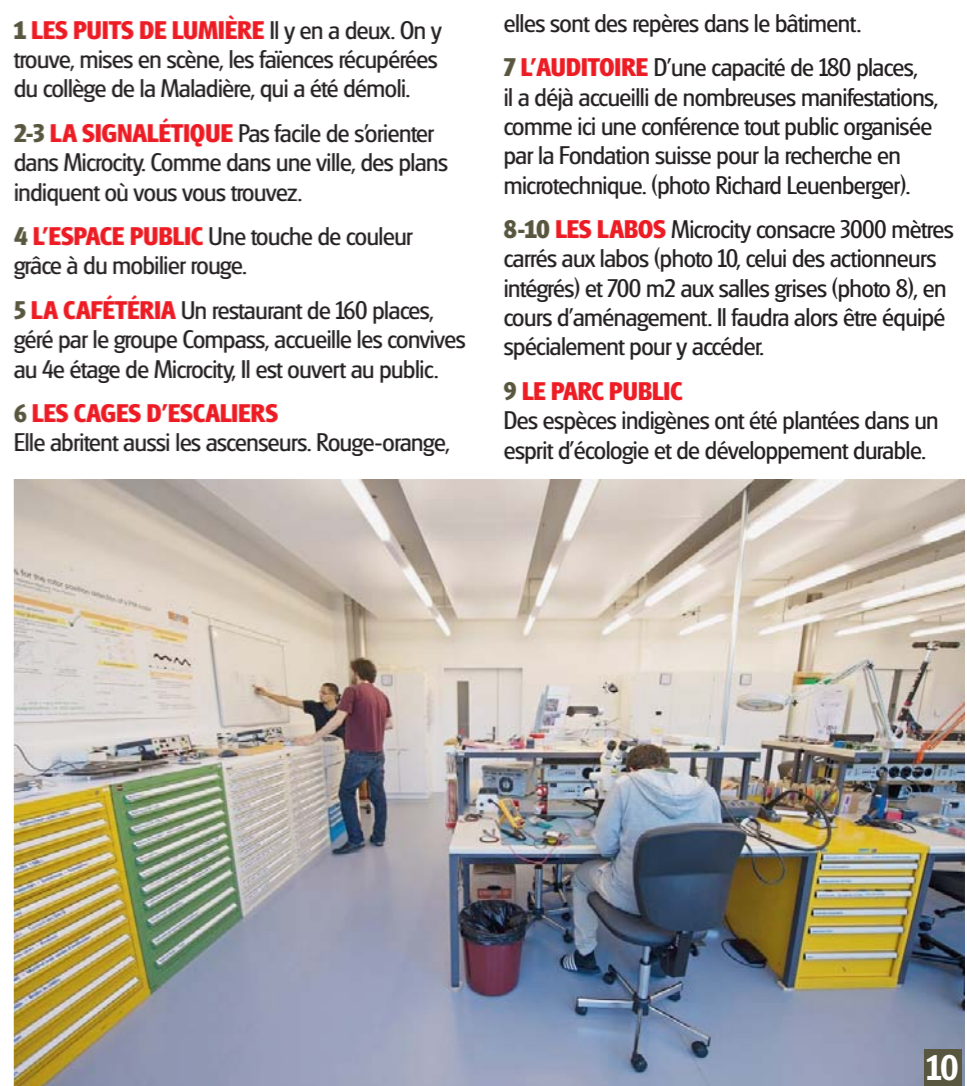 1 LES PUITS DE LUMIÈRE Il y en a deux. On y
trouve, mises en scène, les faïences récupérées
du collège de la Maladière, qui a été démoli.
2-3 LA SIGNALÉTIQUE Pas facile de s'orienter
dans Microcity. Comme dans une ville, des plans
indiquent où vous vous trouvez.
4 L'ESPACE PUBLIC Une touche de couleur
grâce à du mobilier rouge.
5 LA CAFÉTÉRIA Un restaurant de 160 places,
géré par le groupe Compass, accueille les convives
au 4e étage de Microcity, Il est ouvert au public.
6 LES CAGES D'ESCALIERS
Elle abritent aussi les ascenseurs. Rouge-orange,
elles sont des repères dans le bâtiment.
7 L'AUDITOIRE D'une capacité de 180 places,
il a déjà accueilli de nombreuses manifestations,
comme ici une conférence tout public organisée
par la Fondation suisse pour la recherche en
microtechnique. (photo Richard Leuenberger).
8-10 LES LABOS Microcity consacre 3000 mètres
carrés aux labos (photo 10, celui des actionneurs
intégrés) et 700 m2 aux salles grises (photo 8), en
cours d'aménagement. Il faudra alors être équipé
spécialement pour y accéder.
9 LE PARC PUBLIC
Des espèces indigènes ont été plantées dans un
esprit d'écologie et de développement durable.
for the rotor position detection of a
10